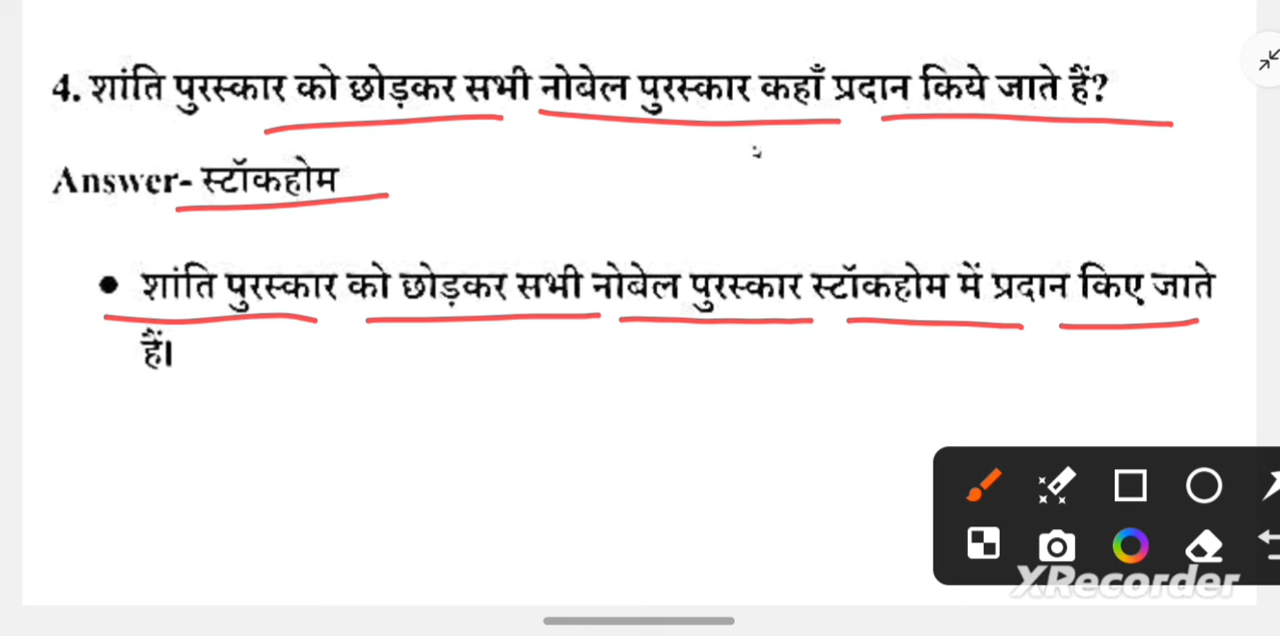 4. शांति पुरस्कार को छोड़कर सभी नोबेल पुरस्कार कहाँ प्रदान किये जाते हैं?
Answer- स्टॉकहोम
● शांति पुरस्कार को छोड़कर सभी नोबेल पुरस्कार स्टॉकहोम में प्रदान किए जाते
हैं।
XRecorder